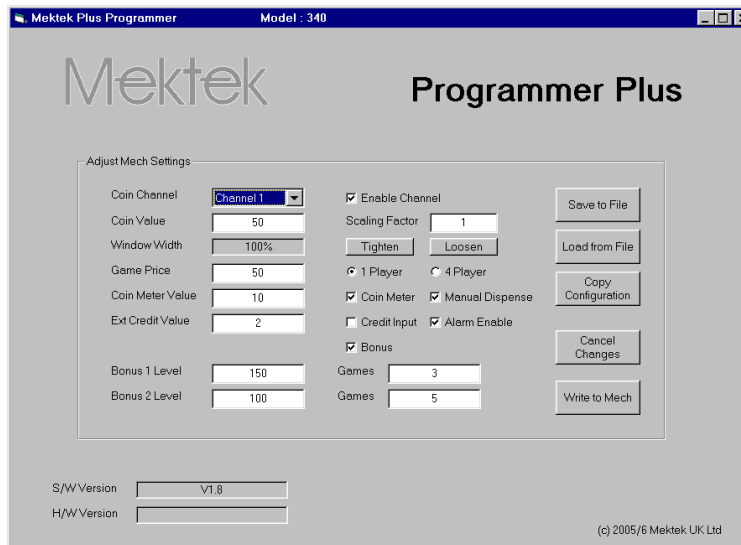 Mektek Plus Programmer Model : 340
Mektek Programmer Plus
Adjust Mech Settings
Coin Channel Channel 1 Enable Channel Save to File
Coin Value 50 Scaling Factor 1
Window Width 100% Tighten Loosen Load from File
Game Price 50 1 Player 4 Player Copy Configuration
Coin Meter Value 10 Coin Meter Manual Dispense
Ext Credit Value 2 Credit Input Alarm Enable
Bonus Cancel Changes
Bonus 1 Level 150 Games 3
Bonus 2 Level 100 Games 5 Write to Mech
S/W Version V1.8
H/W Version
(c) 2005/6 Mektek UK Ltd